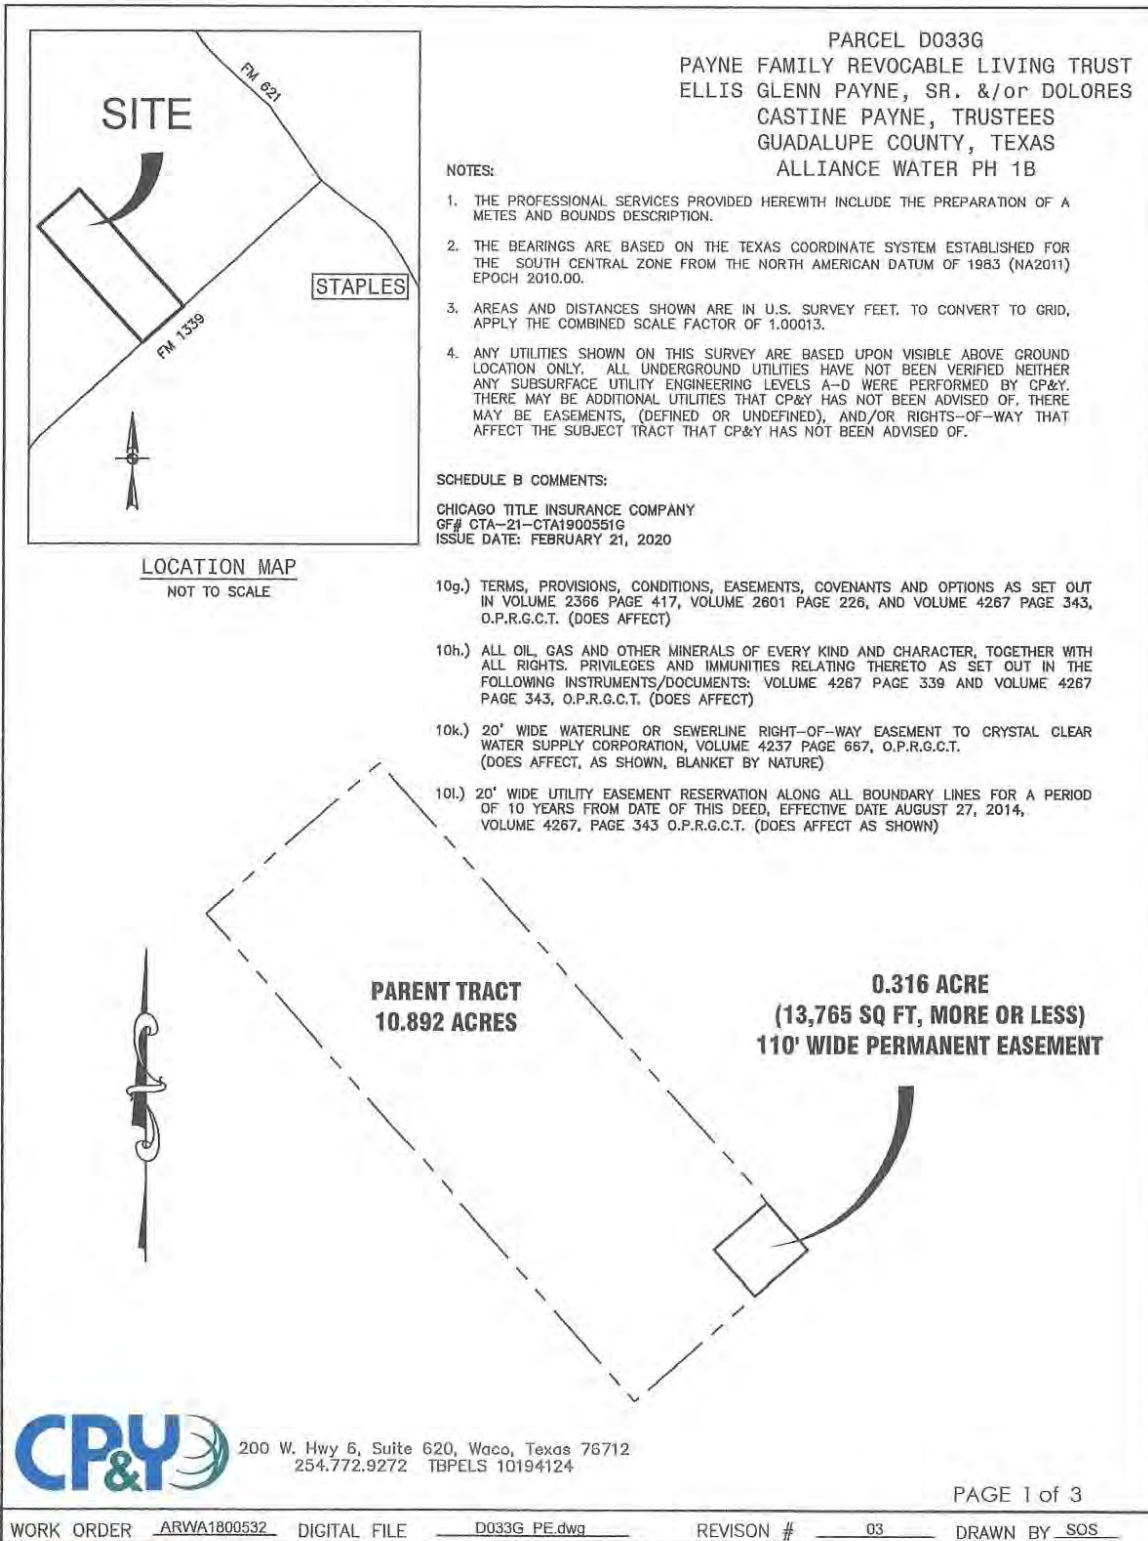 PARCEL D033G
PAYNE FAMILY REVOCABLE LIVING TRUST
ELLIS GLENN PAYNE, SR. &/or DOLORES
CASTINE PAYNE, TRUSTEES
GUADALUPE COUNTY, TEXAS
ALLIANCE WATER PH 1B
FM 621
SITE
STAPLES
FM 1339
LOCATION MAP
NOT TO SCALE
NOTES:
1. THE PROFESSIONAL SERVICES PROVIDED HEREWITH INCLUDE THE PREPARATION OF A
METES AND BOUNDS DESCRIPTION.
2. THE BEARINGS ARE BASED ON THE TEXAS COORDINATE SYSTEM ESTABLISHED FOR
THE SOUTH CENTRAL ZONE FROM THE NORTH AMERICAN DATUM OF 1983 (NA2011)
EPOCH 2010.00.
3. AREAS AND DISTANCES SHOWN ARE IN U.S. SURVEY FEET. TO CONVERT TO GRID,
APPLY THE COMBINED SCALE FACTOR OF 1.00013.
4. ANY UTILITIES SHOWN ON THIS SURVEY ARE BASED UPON VISIBLE ABOVE GROUND
LOCATION ONLY. ALL UNDERGROUND UTILITIES HAVE NOT BEEN VERIFIED NEITHER
ANY SUBSURFACE UTILITY ENGINEERING LEVELS A-D WERE PERFORMED BY CP&Y.
THERE MAY BE ADDITIONAL UTILITIES THAT CP&Y HAS NOT BEEN ADVISED OF. THERE
MAY BE EASEMENTS, (DEFINED OR UNDEFINED), AND/OR RIGHTS-OF-WAY THAT
AFFECT THE SUBJECT TRACT THAT CP&Y HAS NOT BEEN ADVISED OF.
SCHEDULE B COMMENTS:
CHICAGO TITLE INSURANCE COMPANY
GF# CTA-21-CTA1900551G
ISSUE DATE: FEBRUARY 21, 2020
10g.) TERMS, PROVISIONS, CONDITIONS, EASEMENTS, COVENANTS AND OPTIONS AS SET OUT
IN VOLUME 2366 PAGE 417, VOLUME 2601 PAGE 226, AND VOLUME 4267 PAGE 343,
O.P.R.G.C.T. (DOES AFFECT)
10h.) ALL OIL, GAS AND OTHER MINERALS OF EVERY KIND AND CHARACTER, TOGETHER WITH
ALL RIGHTS. PRIVILEGES AND IMMUNITIES RELATING THERETO AS SET OUT IN THE
FOLLOWING INSTRUMENTS/DOCUMENTS: VOLUME 4267 PAGE 339 AND VOLUME 4267
PAGE 343, O.P.R.G.C.T. (DOES AFFECT)
10k.) 20' WIDE WATERLINE OR SEWERLINE RIGHT-OF-WAY EASEMENT TO CRYSTAL CLEAR
WATER SUPPLY CORPORATION, VOLUME 4237 PAGE 667, O.P.R.G.C.T.
(DOES AFFECT, AS SHOWN, BLANKET BY NATURE)
10l.) 20' WIDE UTILITY EASEMENT RESERVATION ALONG ALL BOUNDARY LINES FOR A PERIOD
OF 10 YEARS FROM DATE OF THIS DEED, EFFECTIVE DATE AUGUST 27, 2014,
VOLUME 4267, PAGE 343 O.P.R.G.C.T. (DOES AFFECT AS SHOWN)
PARENT TRACT
10.892 ACRES
0.316 ACRE
(13,765 SQ FT, MORE OR LESS)
110' WIDE PERMANENT EASEMENT
CP&Y
200 W. Hwy 6, Suite 620, Waco, Texas 76712
254.772.9272 TBPELS 10194124
PAGE 1 of 3
WORK ORDER ARWA1800532 DIGITAL FILE D033G PE.dwg REVISON # 03 DRAWN BY SOS